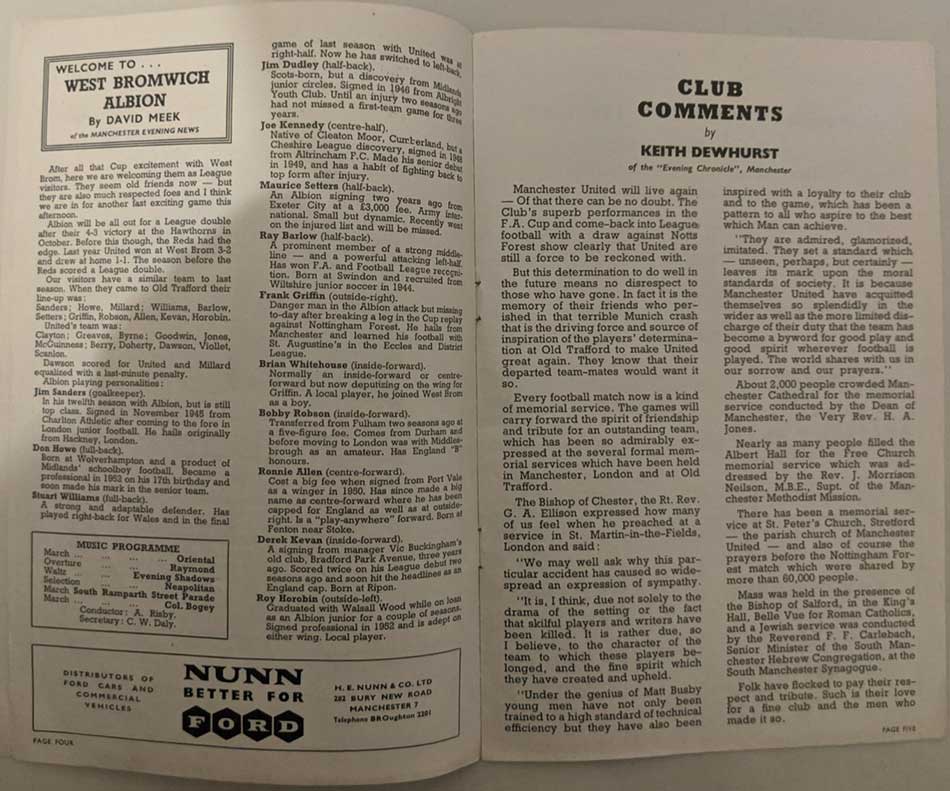 WELCOME TO . . .
WEST BROMWICH
ALBION
By DAVID MEEK
of the MANCHESTER EVENING NEWS
After all that Cup excitement with West
Brom, here we are welcoming them as League
visitors. They seem old friends now — but
they are also much respected foes and I think
we are in for another fast exciting game this
afternoon.
Albion will be all out for a League double
after their 4-3 victory at the Hawthorns in
October. Before this though, the Reds had the
edge. Last year United won at West Brom 3-2
and drew at home 1-1. The season before the
Reds scored a League double.
Our visitors have a similar team to last
season. When they came to Old Trafford their
line-up was:
Sanders; Howe, Millard; Williams, Barlow,
Setters; Griffin, Robson, Allen, Kevan, Horobin.
United's team was:
Clayton; Greaves, Byrne; Goodwin, Jones,
McGuinness; Berry, Doherty, Dawson, Viollet,
Scanlon.
Dawson scored for United and Millard
equalized with a last-minute penalty.
Albion playing personalities:
Jim Sanders (goalkeeper).
In his twelfth season with Albion, but is still
top class. Signed in November 1945 from
Charlton Athletic after coming to the fore in
London junior football. He hails originally
from Hackney, London.
Don Howe (full-back).
Born at Wolverhampton and a product of
Midlands' schoolboy football. Became a
professional in 1952 on his 17th birthday and
soon made his mark in the senior team.
Stuart Williams (full-back).
A strong and adaptable defender. Has
played right-back for Wales and in the final
MUSIC PROGRAMME
March ... ... ... Oriental
Overture ... ... Raymond
Waltz ... ... Evening Shadows
Selection ... ... Neapolitan
March South Rampart Street Parade
March ... ... Col. Bogey
Conductor: A. Risby.
Secretary: C. W. Daly.
game of last season with United was at
right-half. Now he has switched to left-back.
Jim Dudley (half-back).
Scots-born, but a discovery from Midlands
junior circles. Signed in 1946 from Albright
Youth Club. Until an injury two seasons ago
had not missed a first-team game for three
years.
Joe Kennedy (centre-half).
Native of Cleaton Moor, Cumberland, but a
Cheshire League discovery, signed in 1948
from Altrincham F.C. Made his senior debut
in 1949, and has a habit of fighting back to
top form after injury.
Maurice Setters (half-back).
An Albion signing two years ago from
Exeter City at a £3,000 fee. Army inter-
national. Small but dynamic. Recently went
on the injured list and will be missed.
Ray Barlow (half-back).
A prominent member of a strong middle-
line — and a powerful attacking left-half.
Has won F.A. and Football League recogni-
tion. Born at Swindon and recruited from
Wiltshire junior soccer in 1944.
Frank Griffin (outside-right).
Danger man in the Albion attack but missing
to-day after breaking a leg in the Cup replay
against Nottingham Forest. He hails from
Manchester and learned his football with
St. Augustine's in the Eccles and District
League.
Brian Whitehouse (inside-forward).
Normally an inside-forward or centre-
forward but now deputizing on the wing for
Griffin. A local player, he joined West Brom
as a boy.
Bobby Robson (inside-forward).
Transferred from Fulham two seasons ago at
a five-figure fee. Comes from Durham and
before moving to London was with Middles-
brough as an amateur. Has England "B"
honours.
Ronnie Allen (centre-forward).
Cost a big fee when signed from Port Vale
as a winger in 1950. Has since made a big
name as centre-forward where he has been
capped for England as well as at outside-
right. Is a "play-anywhere" forward. Born at
Fenton near Stoke.
Derek Kevan (inside-forward).
A signing from manager Vic Buckingham's
old club, Bradford Park Avenue, three years
ago. Scored twice on his League debut two
seasons ago and soon hit the headlines as an
England cap. Born at Ripon.
Roy Horobin (outside-left).
Graduated with Walsall Wood while on loan
as an Albion junior for a couple of seasons.
Signed professional in 1952 and is adept on
either wing. Local player.
DISTRIBUTORS OF
FORD CARS AND
COMMERCIAL
VEHICLES
NUNN
BETTER FOR
FORD
H. E. NUNN & CO. LTD
282 BURY NEW ROAD
MANCHESTER 7
Telephone BROughton 2201
PAGE FOUR
CLUB
COMMENTS
by
KEITH DEWHURST
of the "Evening Chronicle", Manchester
Manchester United will live again
— Of that there can be no doubt. The
Club's superb performances in the
F.A. Cup and come-back into League
football with a draw against Notts
Forest show clearly that United are
still a force to be reckoned with.
But this determination to do well in
the future means no disrespect to
those who have gone. In fact it is the
memory of their friends who per-
ished in that terrible Munich crash
that is the driving force and source of
inspiration of the players' determina-
tion at Old Trafford to make United
great again. They know that their
departed team-mates would want it
so.
Every football match now is a kind
of memorial service. The games will
carry forward the spirit of friendship
and tribute for an outstanding team,
which has been so admirably ex-
pressed at the several formal mem-
orial services which have been held
in Manchester, London and at Old
Trafford.
The Bishop of Chester, the Rt. Rev.
G. A. Ellison expressed how many
of us feel when he preached at a
service in St. Martin-in-the-Fields,
London and said:
"We may well ask why this par-
ticular accident has caused so wide-
spread an expression of sympathy.
"It is, I think, due not solely to the
drama of the setting or the fact
that skilful players and writers have
been killed. It is rather due, so
I believe, to the character of the
team to which these players be-
longed, and the fine spirit which
they have created and upheld.
"Under the genius of Matt Busby
young men have not only been
trained to a high standard of technical
efficiency but they have also been
inspired with a loyalty to their club
and to the game, which has been a
pattern to all who aspire to the best
which Man can achieve.
"They are admired, glamorized,
imitated. They set a standard which
— unseen, perhaps, but certainly —
leaves its mark upon the moral
standards of society. It is because
Manchester United have acquitted
themselves so splendidly in the
wider as well as the more limited dis-
charge of their duty that the team has
become a byword for good play and
good spirit wherever football is
played. The world shares with us in
our sorrow and our prayers."
About 2,000 people crowded Man-
chester Cathedral for the memorial
service conducted by the Dean of
Manchester, the Very Rev. H. A.
Jones.
Nearly as many people filled the
Albert Hall for the Free Church
memorial service which was ad-
dressed by the Rev. J. Morrison
Neilson, M.B.E., Supt. of the Man-
chester Methodist Mission.
There has been a memorial ser-
vice at St. Peter's Church, Stretford
— the parish church of Manchester
United — and also of course the
prayers before the Nottingham For-
est match which were shared by
more than 60,000 people.
Mass was held in the presence of
the Bishop of Salford, in the King's
Hall, Belle Vue for Roman Catholics,
and a Jewish service was conducted
by the Reverend F. F. Carlebach,
Senior Minister of the South Man-
chester Hebrew Congregation, at the
South Manchester Synagogue.
Folk have flocked to pay their res-
pect and tribute. Such is their love
for a fine club and the men who
made it so.
PAGE FIVE